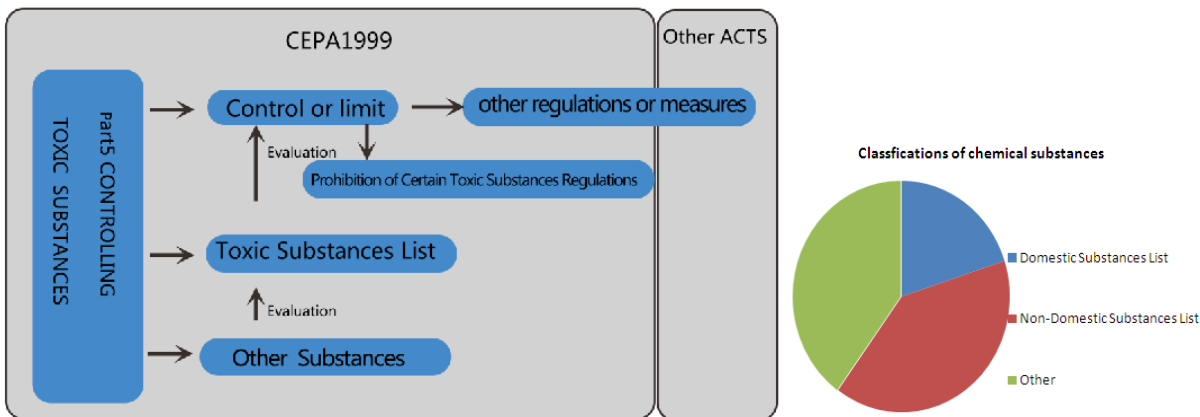 CEPA1999
Other ACTS
Part5 CONTROLLING
TOXIC SUBSTANCES
Control or limit
other regulations or measures
Evaluation
Prohibition of Certain Toxic Substances Regulations
Toxic Substances List
Evaluation
Other Substances
Classfications of chemical substances
Domestic Substances List
Non-Domestic Substances List
Other